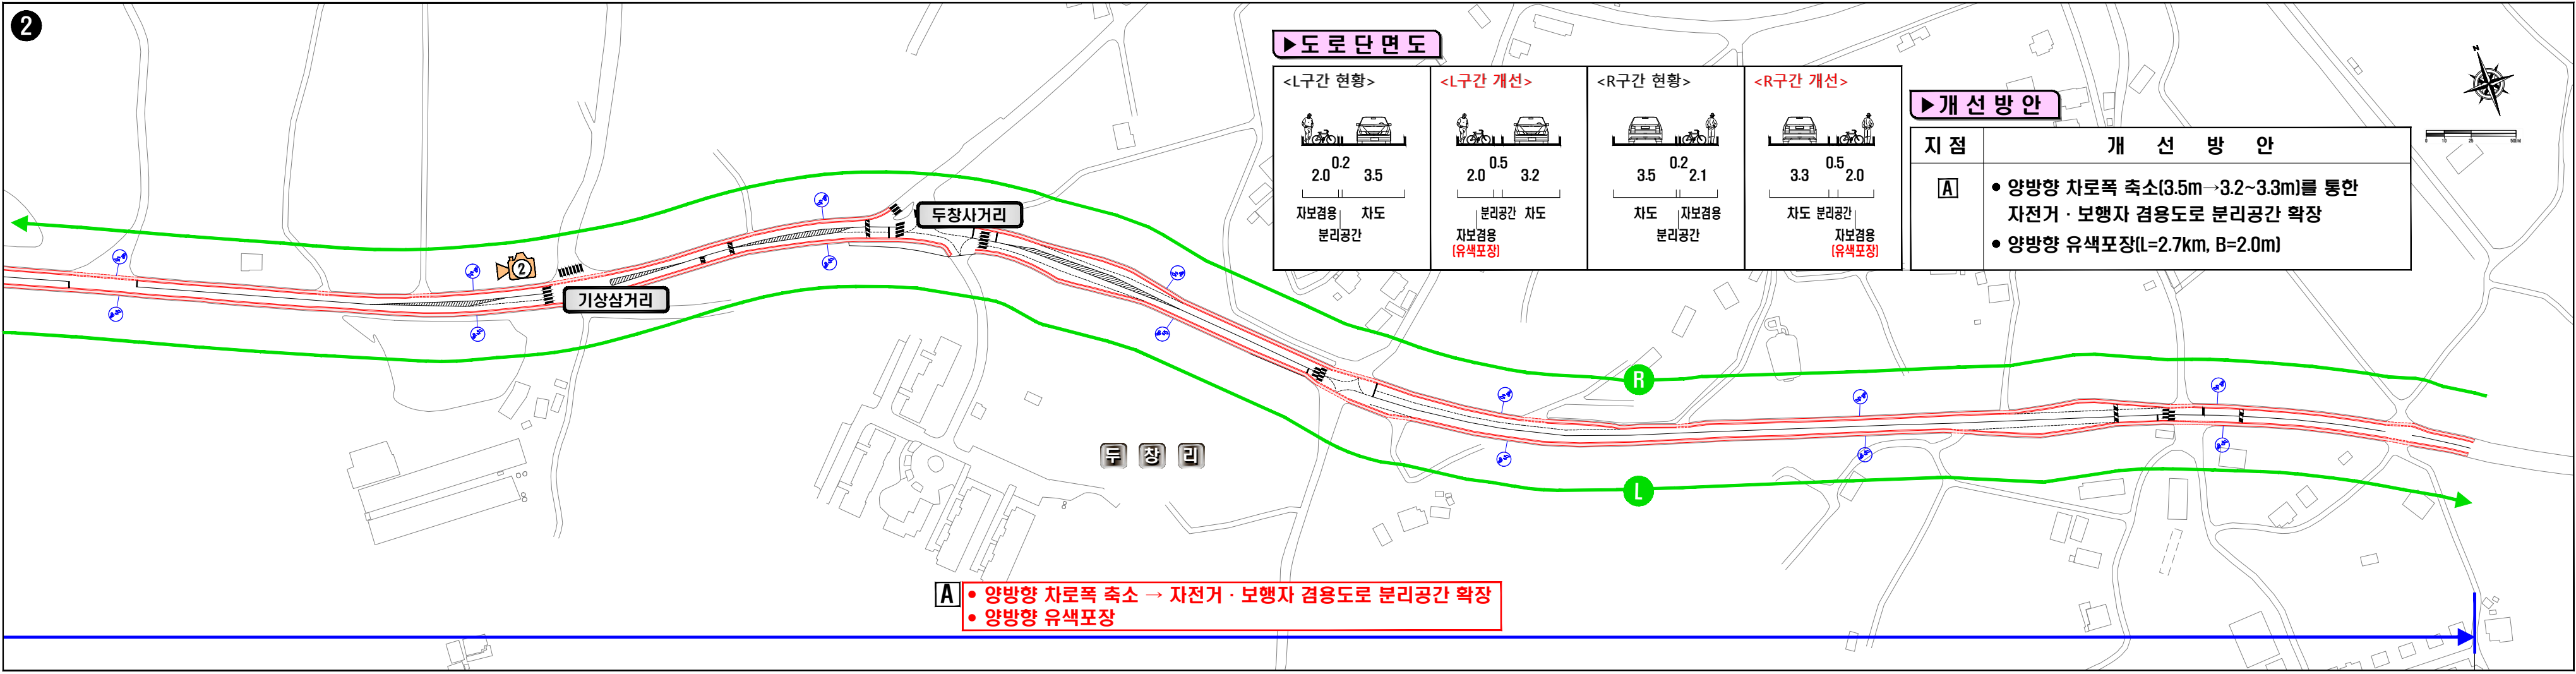 2
▶도로단면도
<L구간 현황>
0.2
2.0 3.5
자보겸용 차도
분리공간
<L구간 개선>
0.5
2.0 3.2
분리공간 차도
자보겸용
(유색포장)
<R구간 현황>
0.2
3.5 2.1
차도 자보겸용
분리공간
<R구간 개선>
0.5
3.3 2.0
차도 분리공간
자보겸용
(유색포장)
▶개선방안
지점 개 선 방 안
A
• 양방향 차로폭 축소(3.5m→3.2~3.3m)를 통한
자전거 · 보행자 겸용도로 분리공간 확장
• 양방향 유색포장(L=2.7km, B=2.0m)
N
0 10 25 50(m)
두창사거리
2
기상삼거리
R
두 창 리
L
A
• 양방향 차로폭 축소 → 자전거 · 보행자 겸용도로 분리공간 확장
• 양방향 유색포장